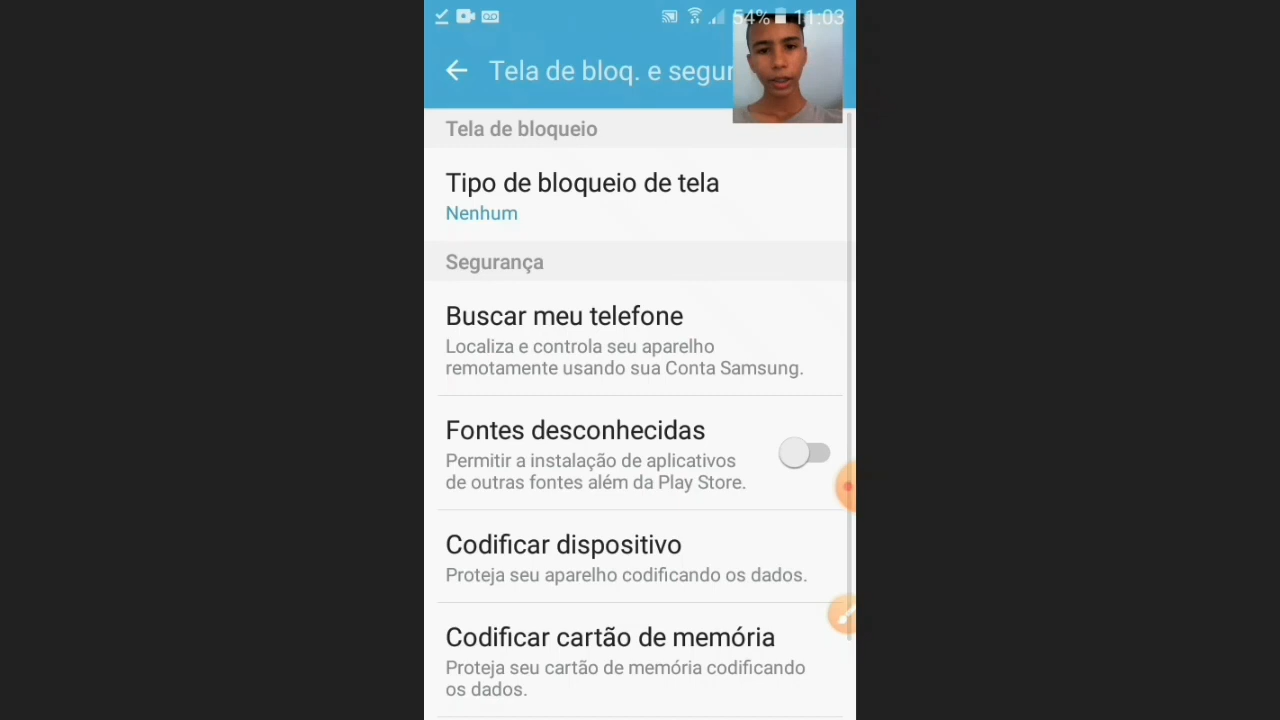 54% 11:03
Tela de bloq. e segur
Tela de bloqueio
Tipo de bloqueio de tela
Nenhum
Segurança
Buscar meu telefone
Localiza e controla seu aparelho
remotamente usando sua Conta Samsung.
Fontes desconhecidas
Permitir a instalação de aplicativos
de outras fontes além da Play Store.
Codificar dispositivo
Proteja seu aparelho codificando os dados.
Codificar cartão de memória
Proteja seu cartão de memória codificando
os dados.